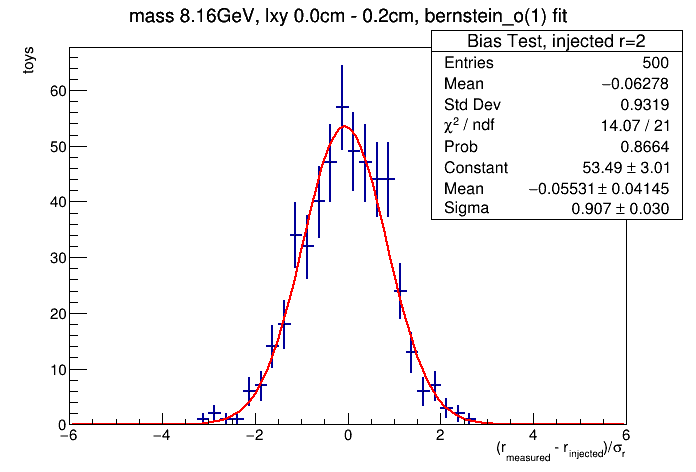 mass 8.16GeV, lxy 0.0cm - 0.2cm, bernstein_o(1) fit
Bias Test, injected r=2
Entries 500
Mean −0.06278
Std Dev 0.9319
χ² / ndf 14.07 / 21
Prob 0.8664
Constant 53.49 ± 3.01
Mean −0.05531 ± 0.04145
Sigma 0.907 ± 0.030
toys
60
50
40
30
20
10
0
−6 −4 −2 0 2 4 6
(r_measured - r_injected)/σ_r